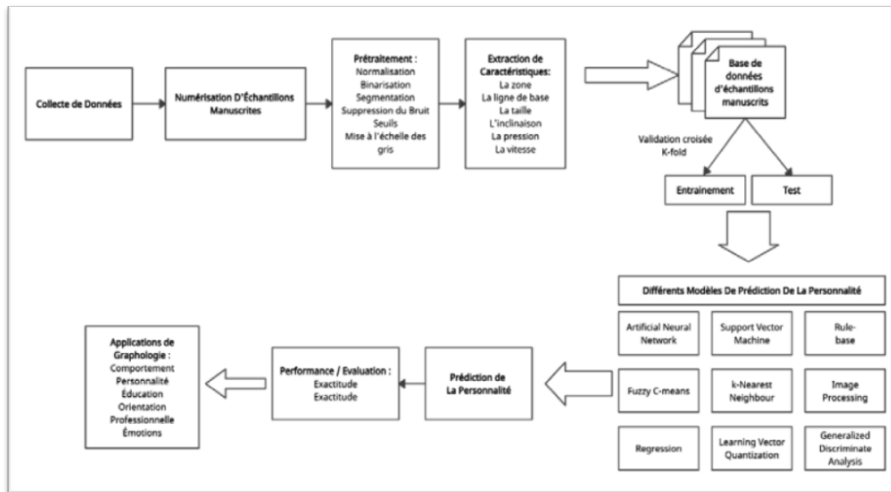 Collecte de Données
Numérisation D'Échantillons
Manuscrites
Prétraitement :
Normalisation
Binarisation
Segmentation
Suppression du Bruit
Seuils
Mise à l'échelle des
gris
Extraction de
Caractéristiques:
La zone
La ligne de base
La taille
L'inclinaison
La pression
La vitesse
Base de
données
d'échantillons
manuscrits
Validation croisée
K-fold
Entrainement
Test
Différents Modèles De Prédiction De La Personnalité
Artificial Neural
Network
Support Vector
Machine
Rule-
base
Fuzzy C-means
k-Nearest
Neighbour
Image
Processing
Regression
Learning Vector
Quantization
Generalized
Discriminate
Analysis
Prédiction de
La Personnalité
Performance / Evaluation :
Exactitude
Exactitude
Applications de
Graphologie :
Comportement
Personnalité
Éducation
Orientation
Professionnelle
Émotions